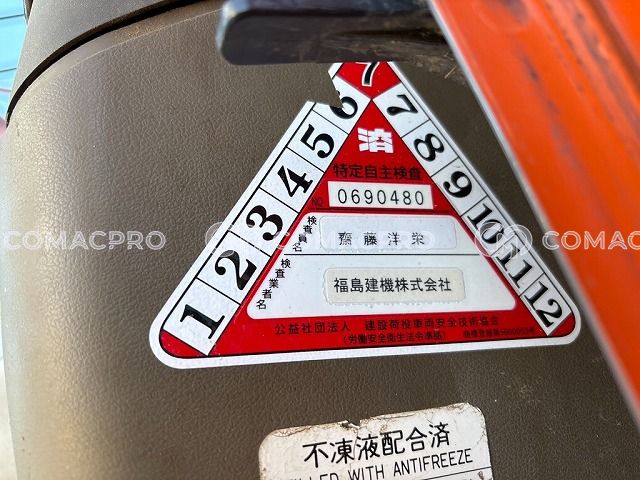 7
6 7
5 済 8
4 特定自主検査 9
3 NO. 0690480 10
2 検査員名 齋藤洋栄 11
1 検査業者名 福島建機株式会社 12
公益社団法人 建設荷役車両安全技術協会
(労働安全衛生法令準拠)
COMACPRO COMACPRO COMAC
不凍液配合済
LLED WITH ANTIFREEZE